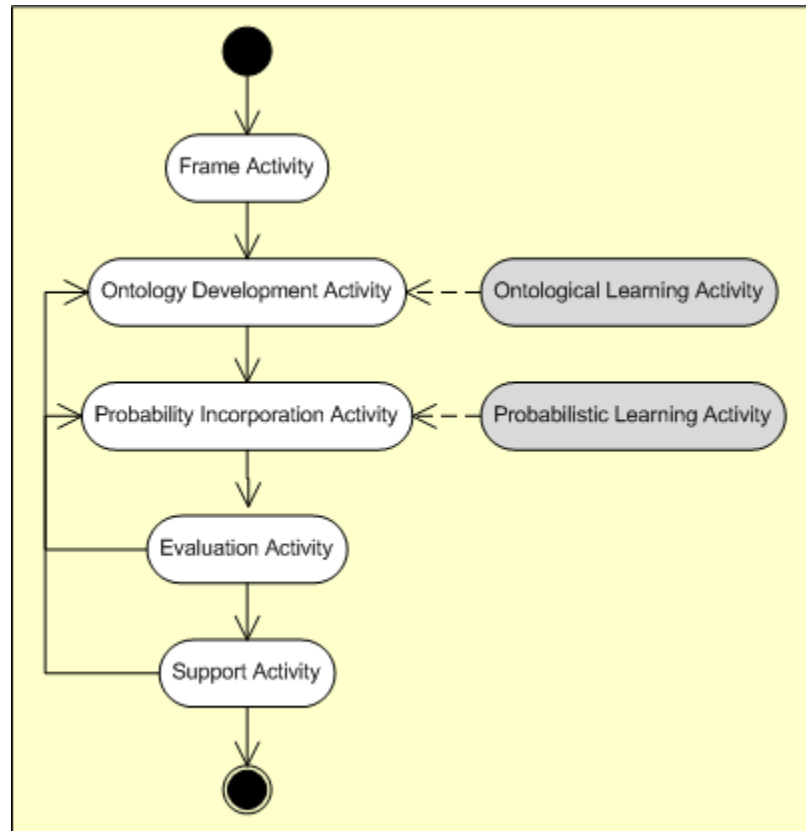 Frame Activity
Ontology Development Activity
Ontological Learning Activity
Probability Incorporation Activity
Probabilistic Learning Activity
Evaluation Activity
Support Activity